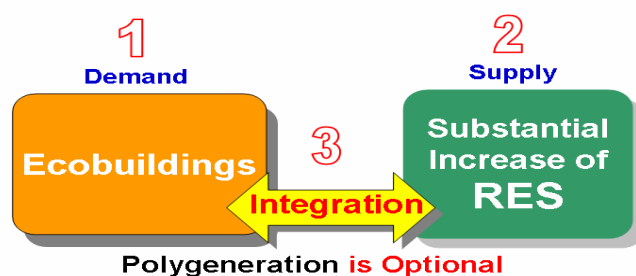 1
Demand
Ecobuildings
2
Supply
Substantial
Increase of
RES
3
Integration
Polygeneration is Optional